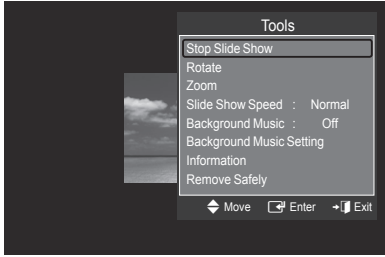 Tools
Stop Slide Show
Rotate
Zoom
Slide Show Speed : Normal
Background Music : Off
Background Music Setting
Information
Remove Safely
Move Enter Exit